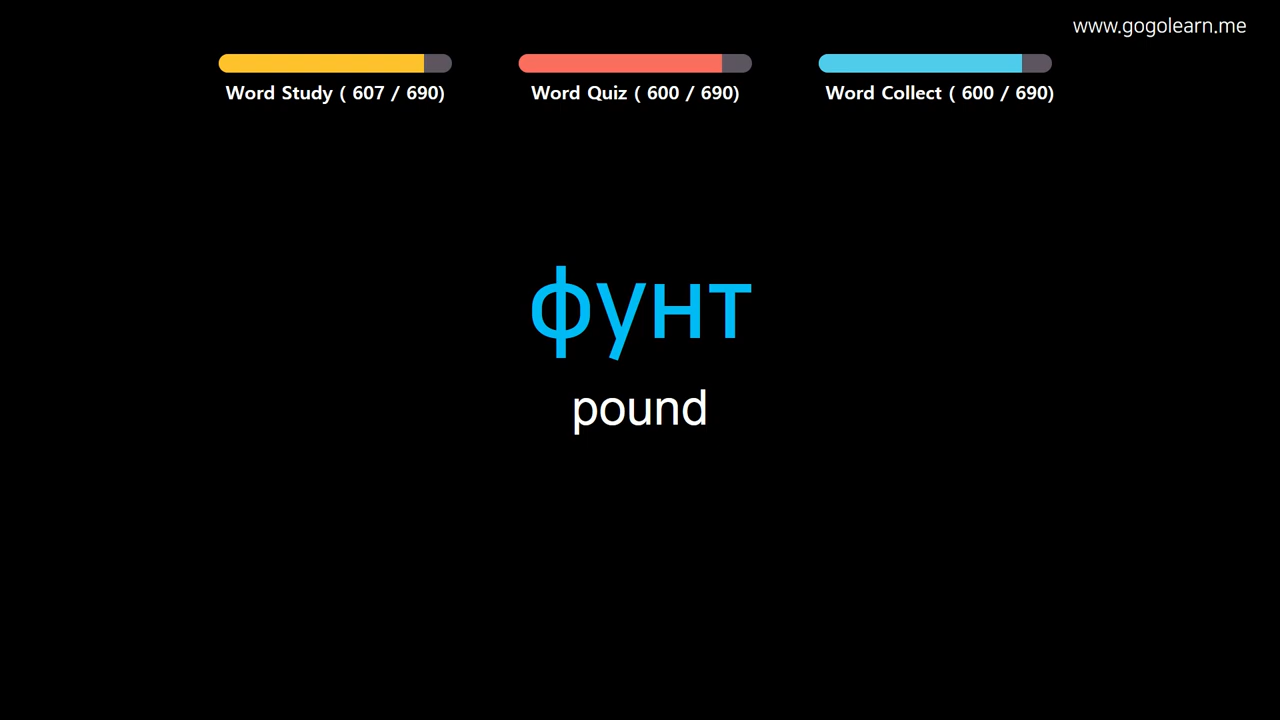 www.gogolearn.me
Word Study ( 607 / 690)
Word Quiz ( 600 / 690)
Word Collect ( 600 / 690)
фунт
pound